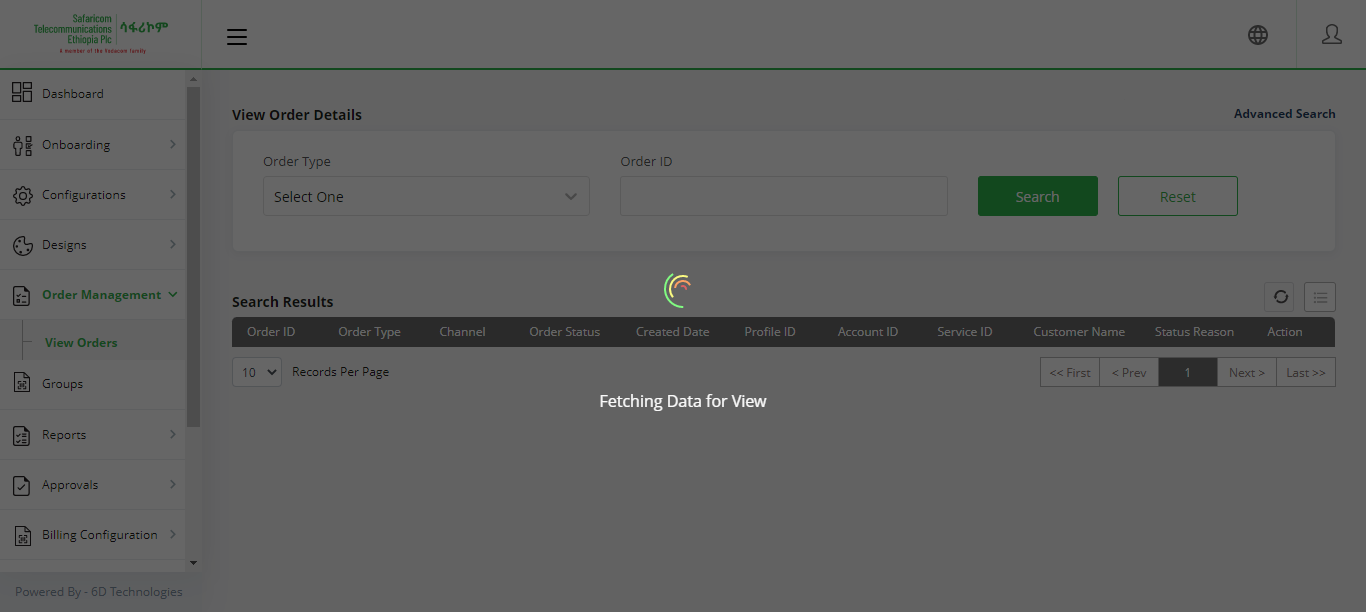 Safaricom
Telecommunications
Ethiopia Plc
ሳፋሪኮም
A member of the Vodacom family
Dashboard
Onboarding
Configurations
Designs
Order Management
View Orders
Groups
Reports
Approvals
Billing Configuration
Powered By - 6D Technologies
View Order Details
Advanced Search
Order Type
Order ID
Select One
Search
Reset
Search Results
Order ID Order Type Channel Order Status Created Date Profile ID Account ID Service ID Customer Name Status Reason Action
10 Records Per Page
<< First < Prev 1 Next > Last >>
Fetching Data for View